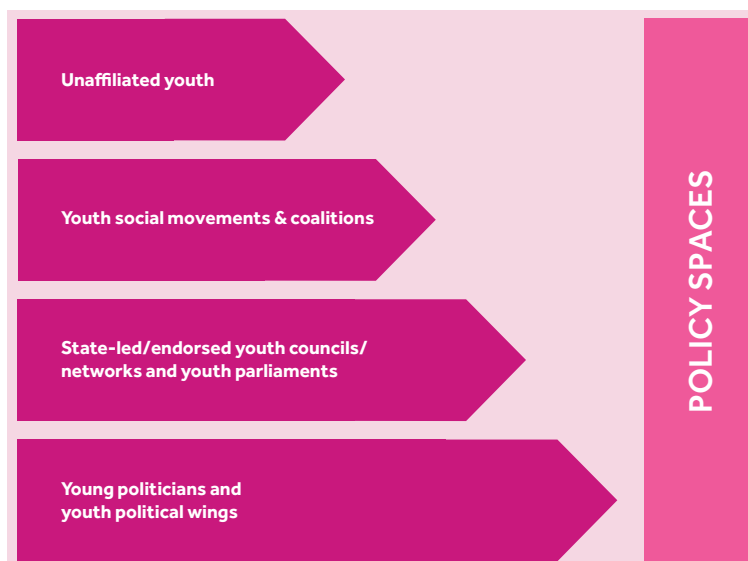 Unaffiliated youth
Youth social movements & coalitions
State-led/endorsed youth councils/
networks and youth parliaments
Young politicians and
youth political wings
POLICY SPACES